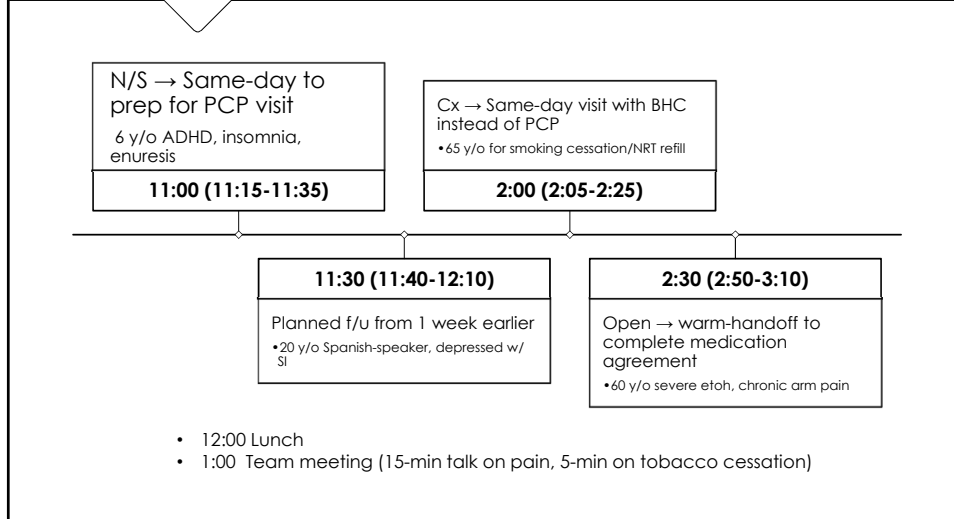 N/S → Same-day to
prep for PCP visit
6 y/o ADHD, insomnia,
enuresis
11:00 (11:15-11:35)
Cx → Same-day visit with BHC
instead of PCP
•65 y/o for smoking cessation/NRT refill
2:00 (2:05-2:25)
11:30 (11:40-12:10)
Planned f/u from 1 week earlier
•20 y/o Spanish-speaker, depressed w/
SI
2:30 (2:50-3:10)
Open → warm-handoff to
complete medication
agreement
•60 y/o severe etoh, chronic arm pain
• 12:00 Lunch
• 1:00 Team meeting (15-min talk on pain, 5-min on tobacco cessation)